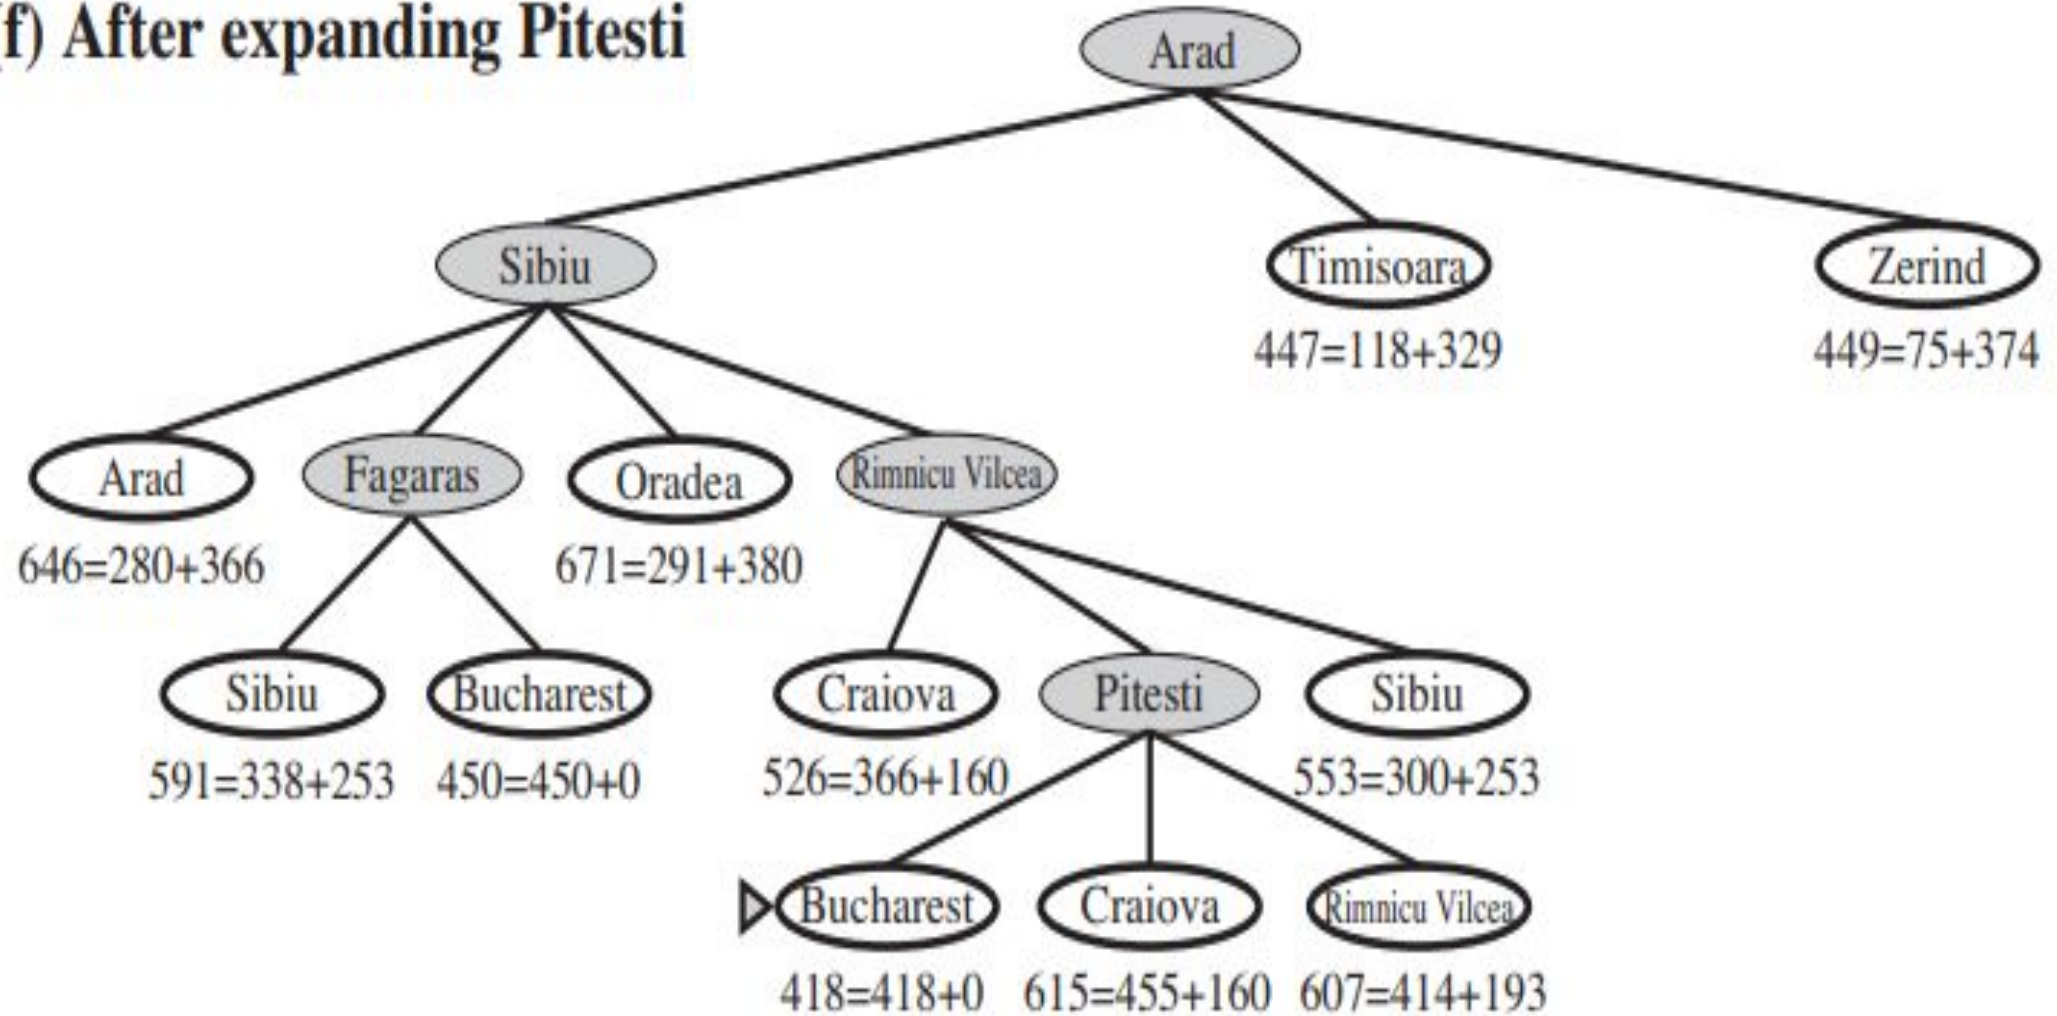 (f) After expanding Pitesti
Arad
Sibiu
Timisoara
Zerind
447=118+329
449=75+374
Arad
Fagaras
Oradea
Rimnicu Vilcea
646=280+366
671=291+380
Sibiu
Bucharest
Craiova
Pitesti
Sibiu
591=338+253
450=450+0
526=366+160
553=300+253
Bucharest
Craiova
Rimnicu Vilcea
418=418+0
615=455+160
607=414+193